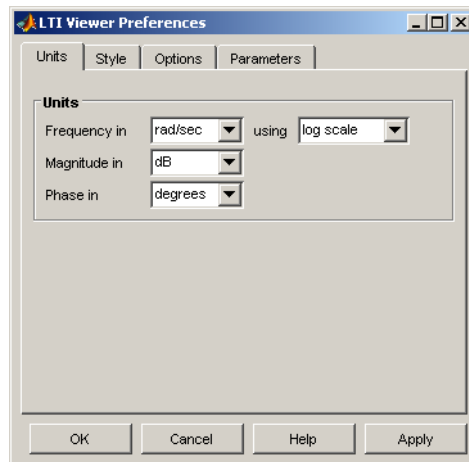 LTI Viewer Preferences
Units Style Options Parameters
Units
Frequency in rad/sec using log scale
Magnitude in dB
Phase in degrees
OK Cancel Help Apply